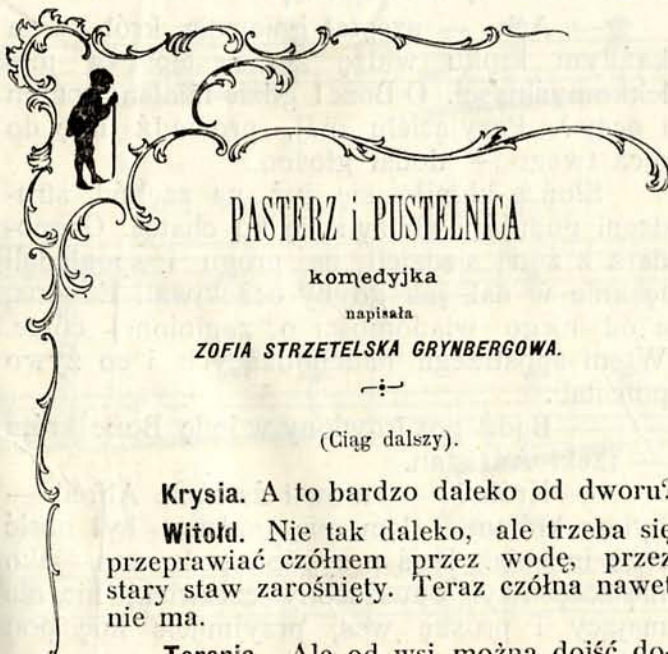 PASTERZ i PUSTELNICA
komedyjka
napisała
ZOFIA STRZETELSKA GRYNBERGOWA.
(Ciąg dalszy).
Krysia. A to bardzo daleko od dworu?
Witołd. Nie tak daleko, ale trzeba się
przeprawiać czółnem przez wodę, przez
stary staw zarośnięty. Teraz czółna nawet
nie ma.
Ale od wsi można dojść do